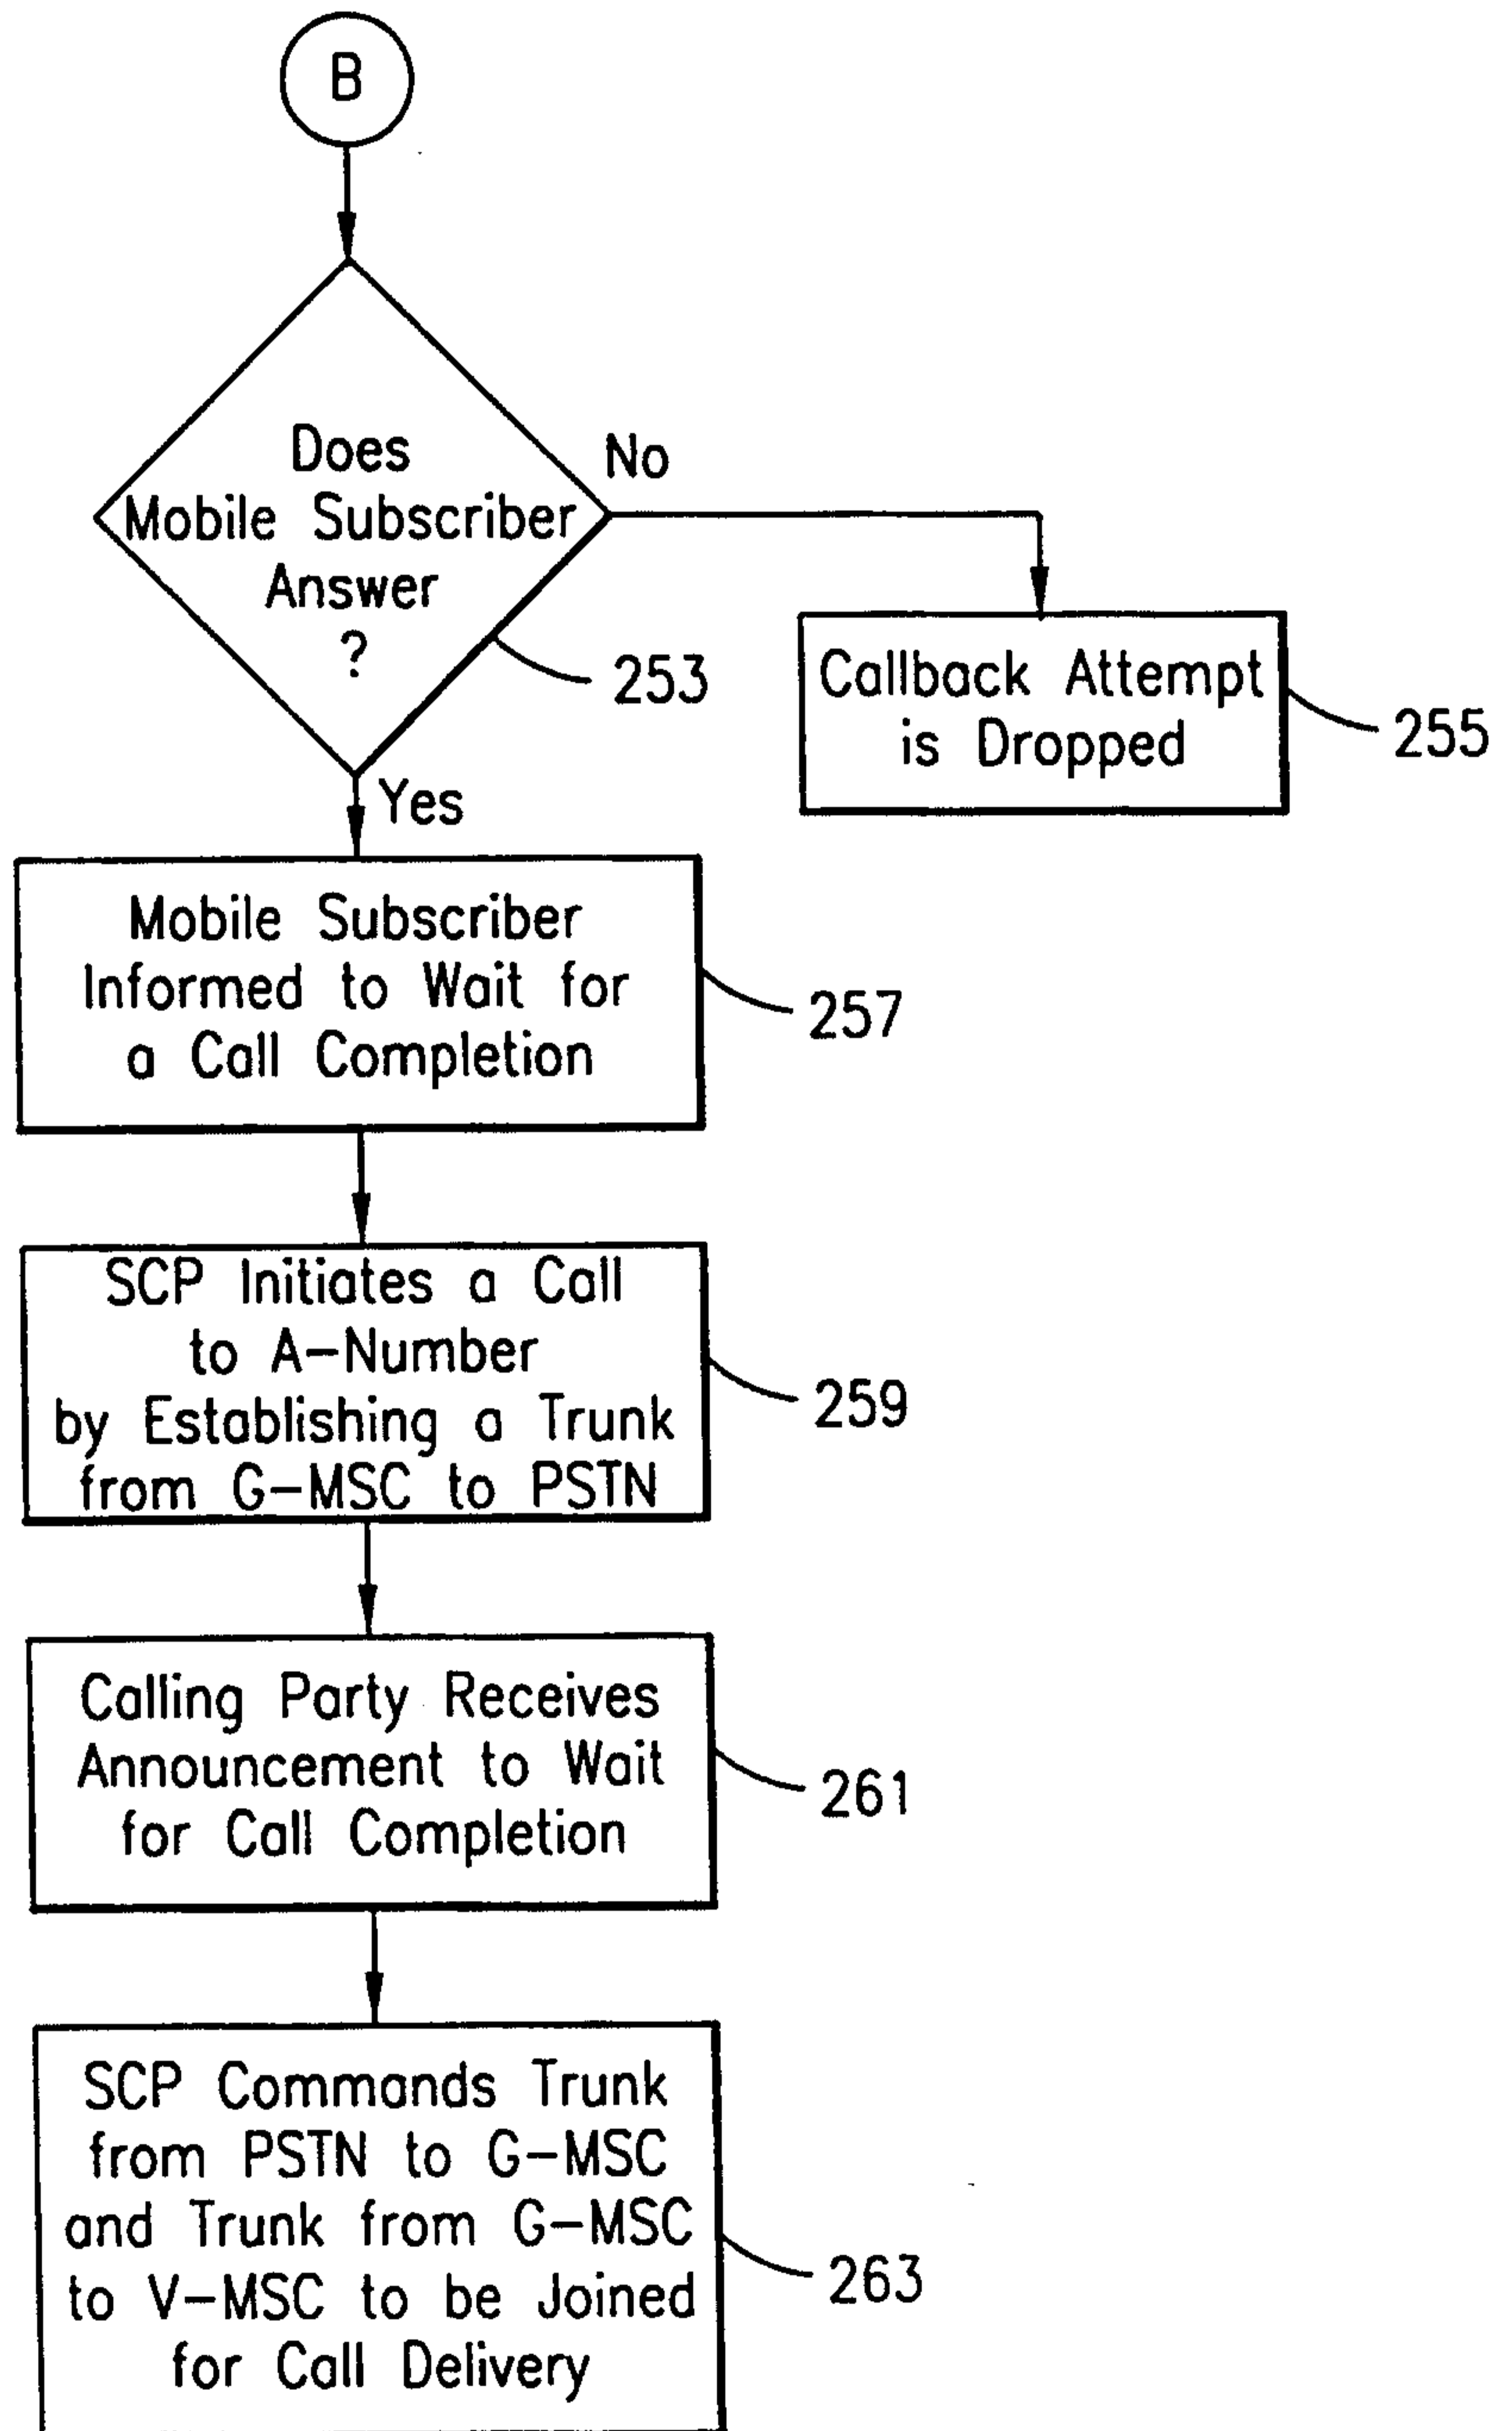 B
Does
Mobile Subscriber
Answer
?
No
253
Callback Attempt
is Dropped
255
Yes
Mobile Subscriber
Informed to Wait for
a Call Completion
257
SCP Initiates a Call
to A-Number
by Establishing a Trunk
from G-MSC to PSTN
259
Calling Party Receives
Announcement to Wait
for Call Completion
261
SCP Commands Trunk
from PSTN to G-MSC
and Trunk from G-MSC
to V-MSC to be Joined
for Call Delivery
263